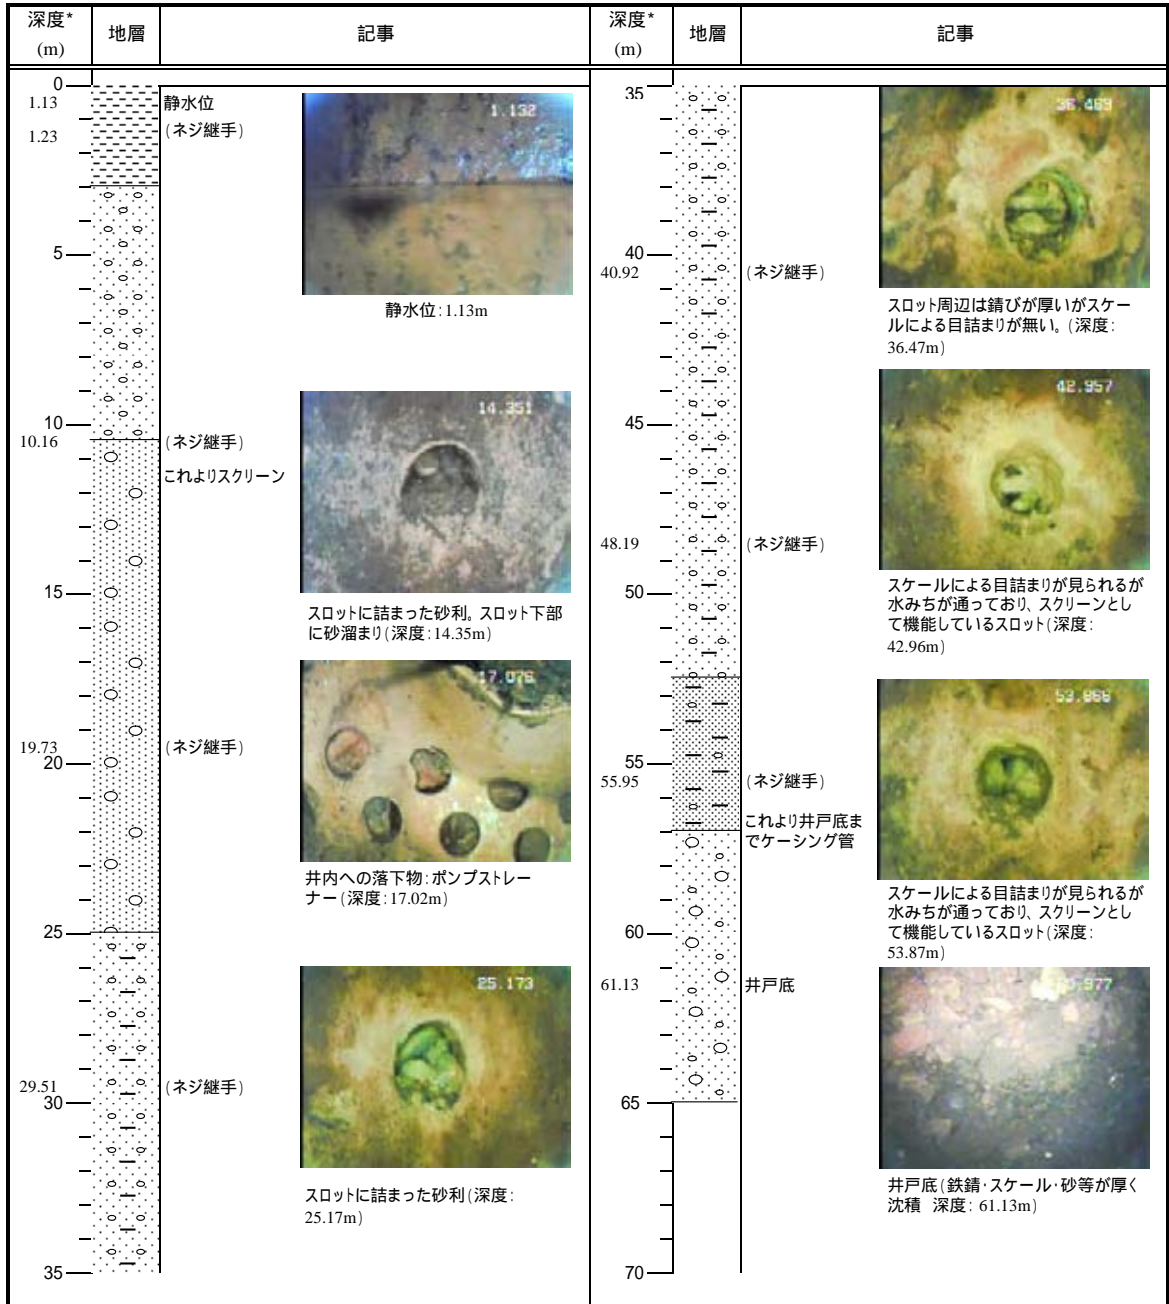 深度*
(m)
地層
記事
0
1.13
静水位
1.23
(ネジ継手)
1.132
静水位:1.13m
5
10
10.16
(ネジ継手)
これよりスクリーン
14.351
スロットに詰まった砂利。スロット下部
に砂溜まり(深度:14.35m)
15
17.076
井内への落下物:ポンプストレー
ナー(深度:17.02m)
19.73
(ネジ継手)
20
25
25.173
スロットに詰まった砂利(深度:
25.17m)
29.51
(ネジ継手)
30
35
深度*
(m)
地層
記事
35
36.469
スロット周辺は錆びが厚いがスケー
ルによる目詰まりが無い。(深度:
36.47m)
40
40.92
(ネジ継手)
42.957
スケールによる目詰まりが見られるが
水みちが通っており、スクリーンとし
て機能しているスロット(深度:
42.96m)
45
48.19
(ネジ継手)
50
53.866
スケールによる目詰まりが見られるが
水みちが通っており、スクリーンとし
て機能しているスロット(深度:
53.87m)
55
55.95
(ネジ継手)
これより井戸底ま
でケーシング管
60
61.13
井戸底
井戸底(鉄錆・スケール・砂等が厚く
沈積 深度: 61.13m)
65
70